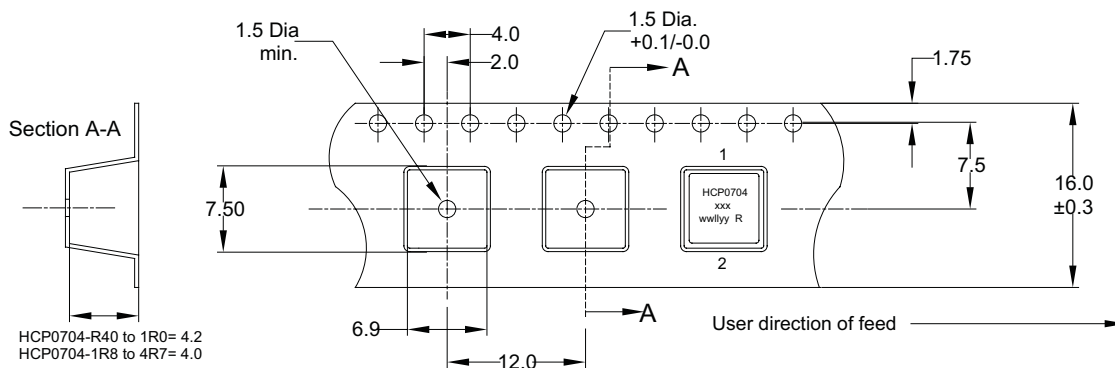 1.5 Dia
min.
4.0
2.0
1.5 Dia.
+0.1/-0.0
A
1.75
Section A-A
7.50
1
HCP0704
xxx
wwllyy R
2
7.5
16.0
±0.3
6.9
A
12.0
User direction of feed
HCP0704-R40 to 1R0= 4.2
HCP0704-1R8 to 4R7= 4.0